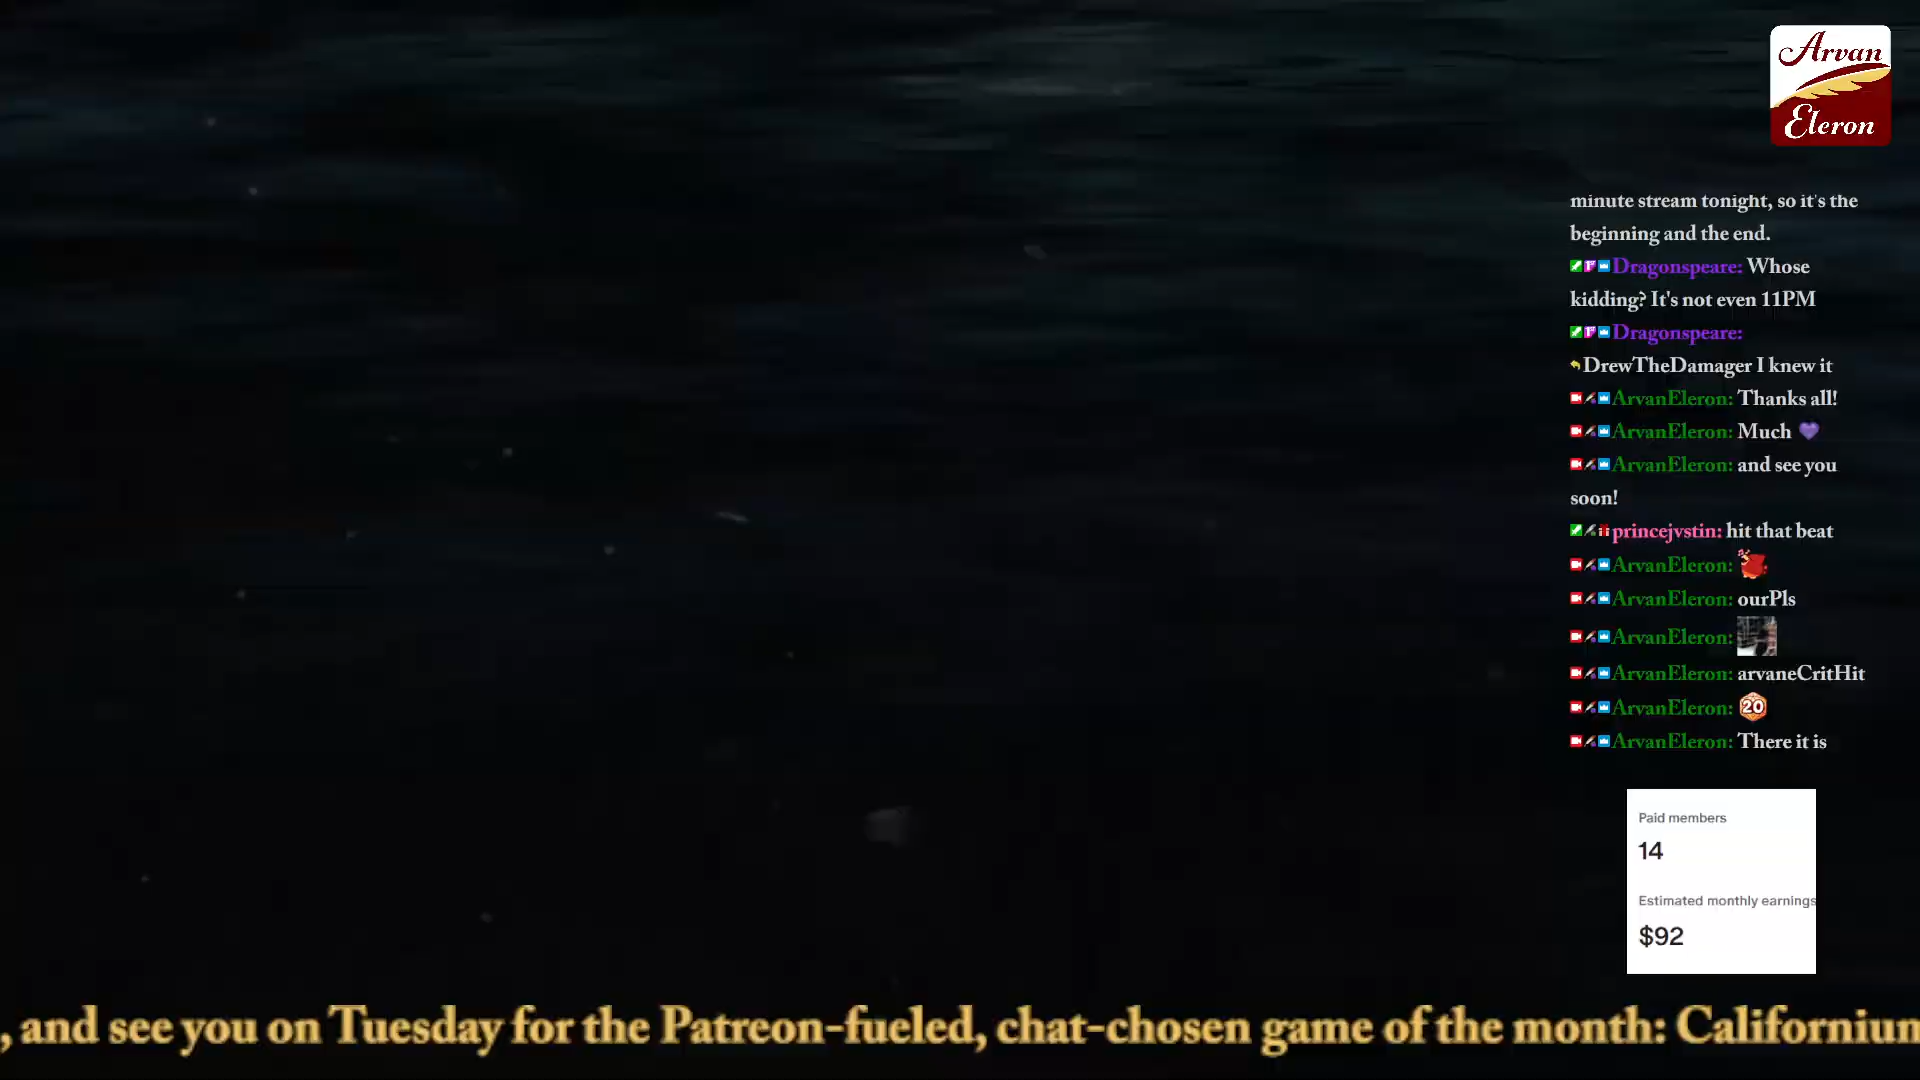 Arvan
Eleron
minute stream tonight, so it's the
beginning and the end.
Dragonspeare: Whose
kidding? It's not even 11PM
Dragonspeare:
DrewTheDamager I knew it
ArvanEleron: Thanks all!
ArvanEleron: Much 💜
ArvanEleron: and see you
soon!
princejvstin: hit that beat
ArvanEleron:
ArvanEleron: ourPls
ArvanEleron:
ArvanEleron: arvaneCritHit
ArvanEleron: 20
ArvanEleron: There it is
Paid members
14
Estimated monthly earnings
$92
, and see you on Tuesday for the Patreon-fueled, chat-chosen game of the month: Californium